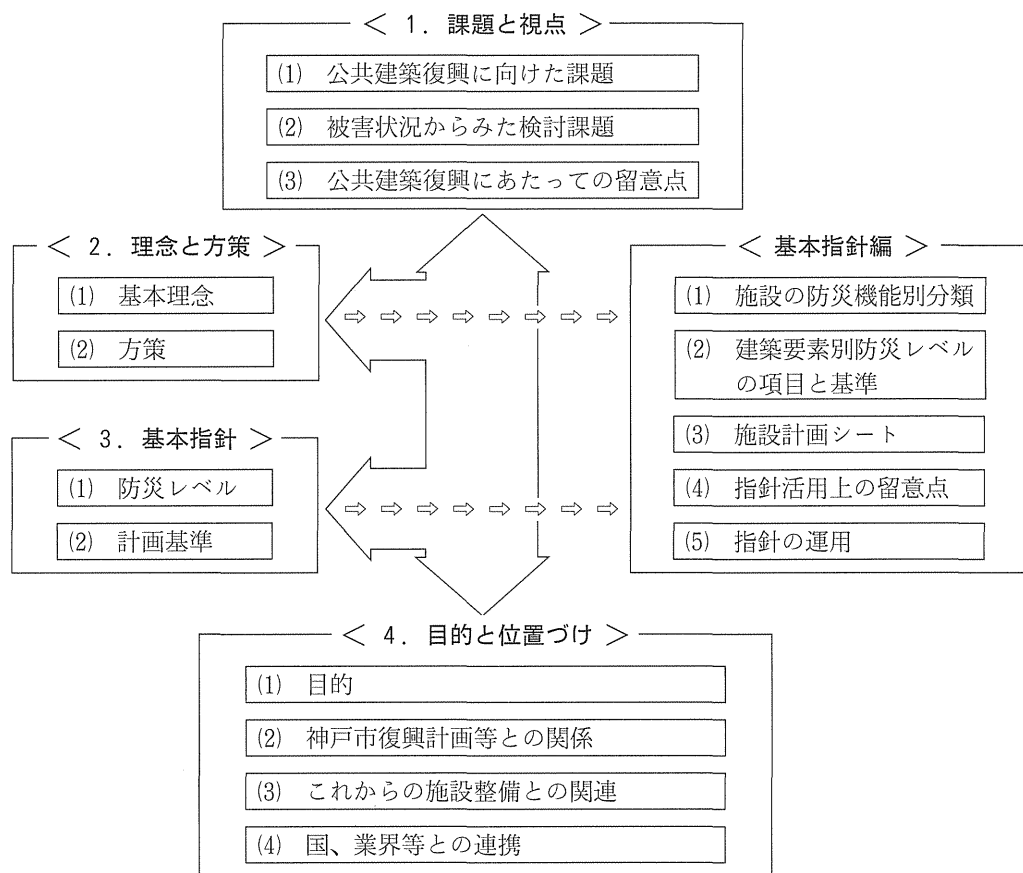 ＜ 1．課題と視点 ＞
(1) 公共建築復興に向けた課題
(2) 被害状況からみた検討課題
(3) 公共建築復興にあたっての留意点
＜ 2．理念と方策 ＞
(1) 基本理念
(2) 方策
＜ 3．基本指針 ＞
(1) 防災レベル
(2) 計画基準
＜ 基本指針編 ＞
(1) 施設の防災機能別分類
(2) 建築要素別防災レベル
の項目と基準
(3) 施設計画シート
(4) 指針活用上の留意点
(5) 指針の運用
＜ 4．目的と位置づけ ＞
(1) 目的
(2) 神戸市復興計画等との関係
(3) これからの施設整備との関連
(4) 国、業界等との連携